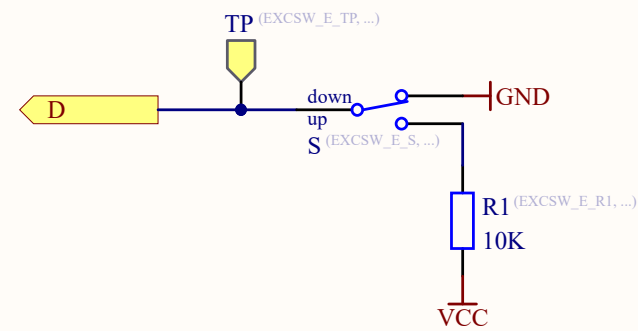 TP (EXCSW_E_TP, ...)
D
down
up
GND
S (EXCSW_E_S, ...)
R1 (EXCSW_E_R1, ...)
10K
VCC